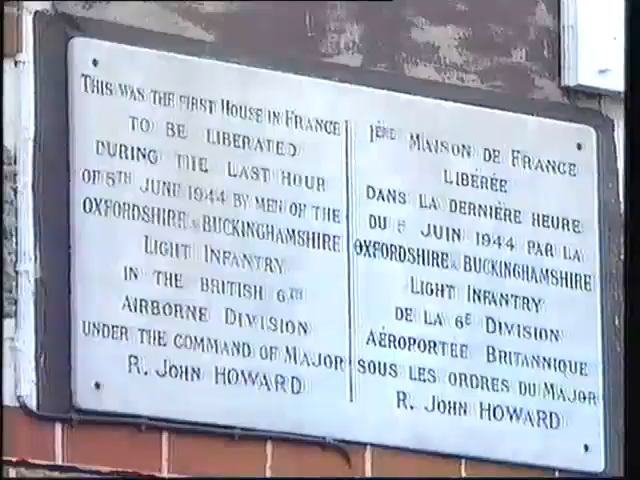 THIS WAS THE FIRST HOUSE IN FRANCE
TO BE LIBERATED
DURING THE LAST HOUR
OF 5TH JUNE 1944 BY MEN OF THE
OXFORDSHIRE & BUCKINGHAMSHIRE
LIGHT INFANTRY
IN THE BRITISH 6TH
AIRBORNE DIVISION
UNDER THE COMMAND OF MAJOR
R. JOHN HOWARD
1ÈRE MAISON DE FRANCE
LIBÉRÉE
DANS LA DERNIÈRE HEURE
DU 5 JUIN 1944 PAR LA
OXFORDSHIRE & BUCKINGHAMSHIRE
LIGHT INFANTRY
DE LA 6E DIVISION
AÉROPORTÉE BRITANNIQUE
SOUS LES ORDRES DU MAJOR
R. JOHN HOWARD